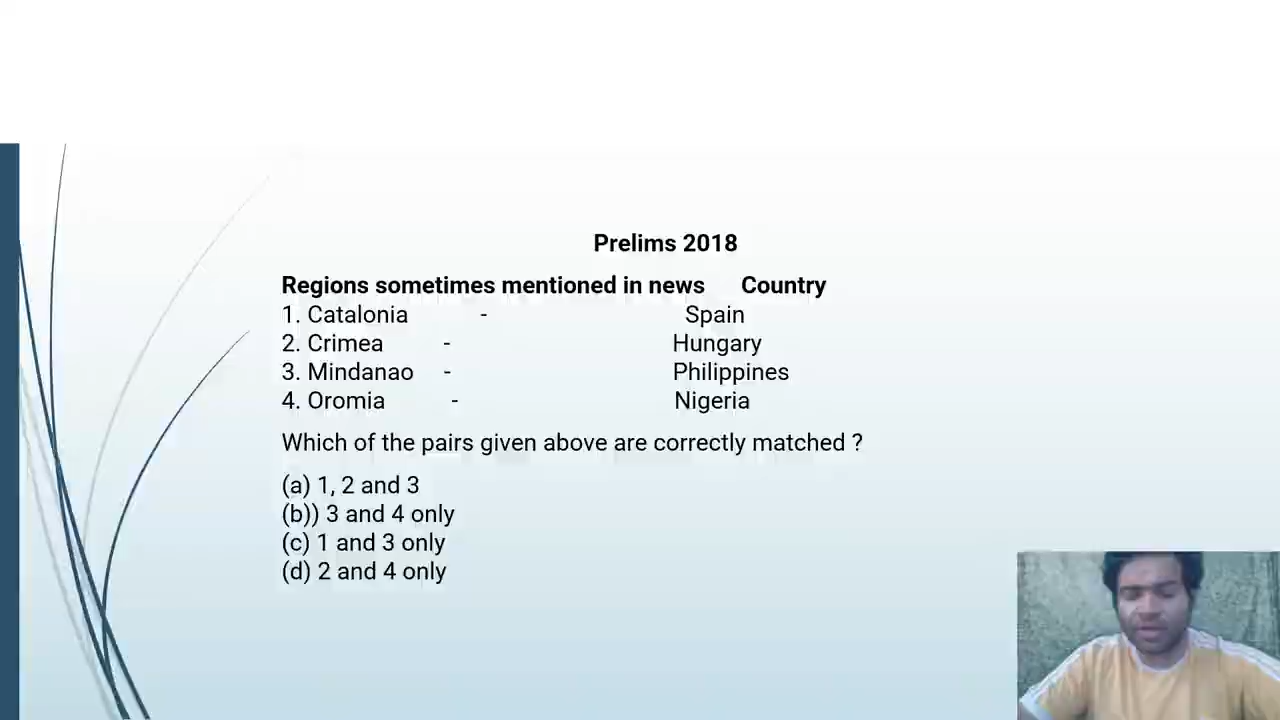 Prelims 2018
Regions sometimes mentioned in news Country
1. Catalonia - Spain
2. Crimea - Hungary
3. Mindanao - Philippines
4. Oromia - Nigeria
Which of the pairs given above are correctly matched ?
(a) 1, 2 and 3
(b)) 3 and 4 only
(c) 1 and 3 only
(d) 2 and 4 only